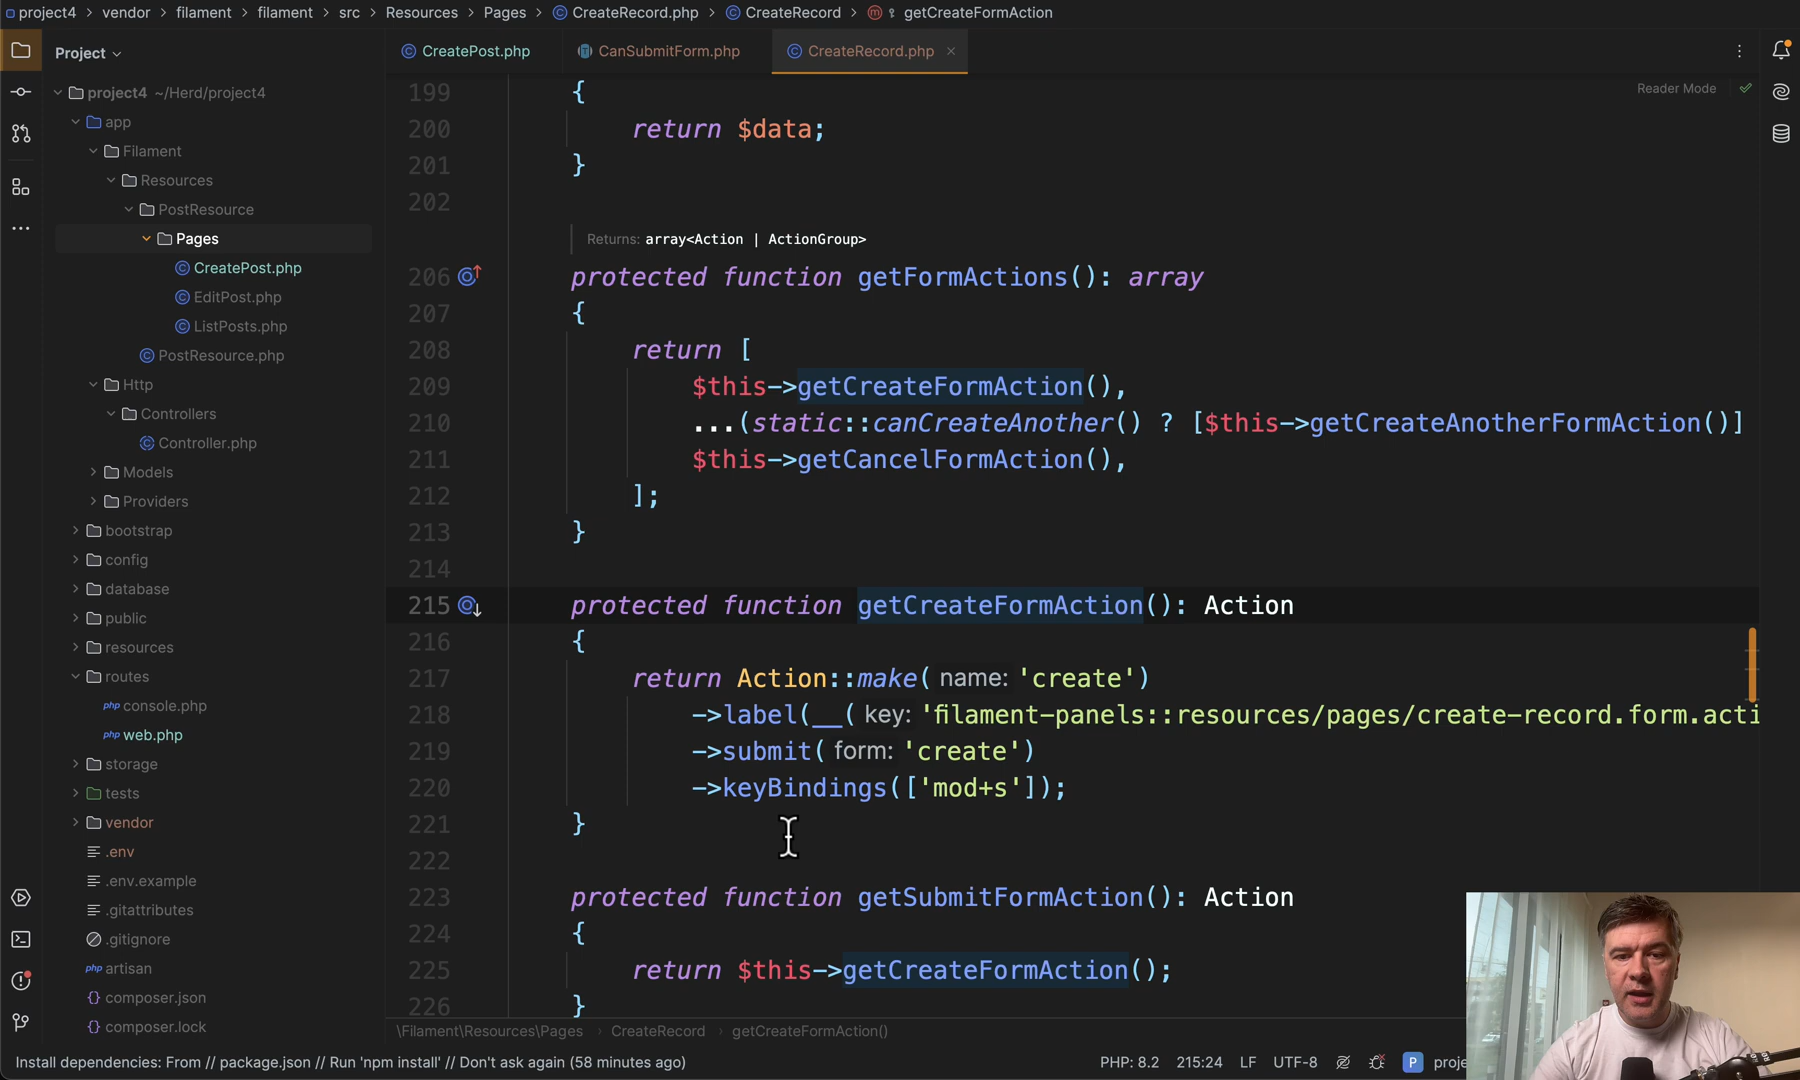 project4 > vendor > filament > filament > src > Resources > Pages > CreateRecord.php > CreateRecord > getCreateFormAction
Project
CreatePost.php
CanSubmitForm.php
CreateRecord.php
Reader Mode
project4 ~/Herd/project4
app
Filament
Resources
PostResource
Pages
CreatePost.php
EditPost.php
ListPosts.php
PostResource.php
Http
Controllers
Controller.php
Models
Providers
bootstrap
config
database
public
resources
routes
php console.php
php web.php
storage
tests
vendor
.env
.env.example
.gitattributes
.gitignore
php artisan
{} composer.json
{} composer.lock
199 {
200 return $data;
201 }
202
Returns: array<Action | ActionGroup>
206 protected function getFormActions(): array
207 {
208 return [
209 $this->getCreateFormAction(),
210 ...(static::canCreateAnother() ? [$this->getCreateAnotherFormAction()]
211 $this->getCancelFormAction(),
212 ];
213 }
214
215 protected function getCreateFormAction(): Action
216 {
217 return Action::make( name: 'create')
218 ->label(__( key: 'filament-panels::resources/pages/create-record.form.acti
219 ->submit( form: 'create')
220 ->keyBindings(['mod+s']);
221 }
222
223 protected function getSubmitFormAction(): Action
224 {
225 return $this->getCreateFormAction();
226 }
\Filament\Resources\Pages > CreateRecord > getCreateFormAction()
Install dependencies: From // package.json // Run 'npm install' // Don't ask again (58 minutes ago)
PHP: 8.2 215:24 LF UTF-8 P proje